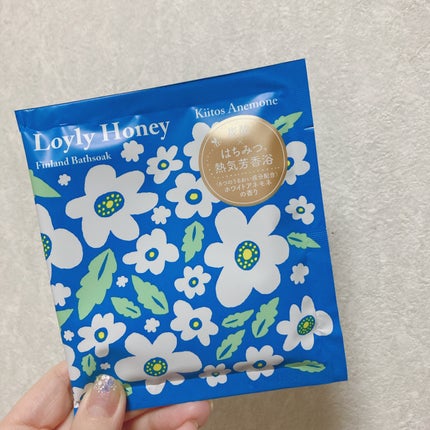 Loyly Honey
Kiitos Anemone
Finland Bathsoak
はちみつ、
熱気芳香浴
ホワイトアネモネ
の香り